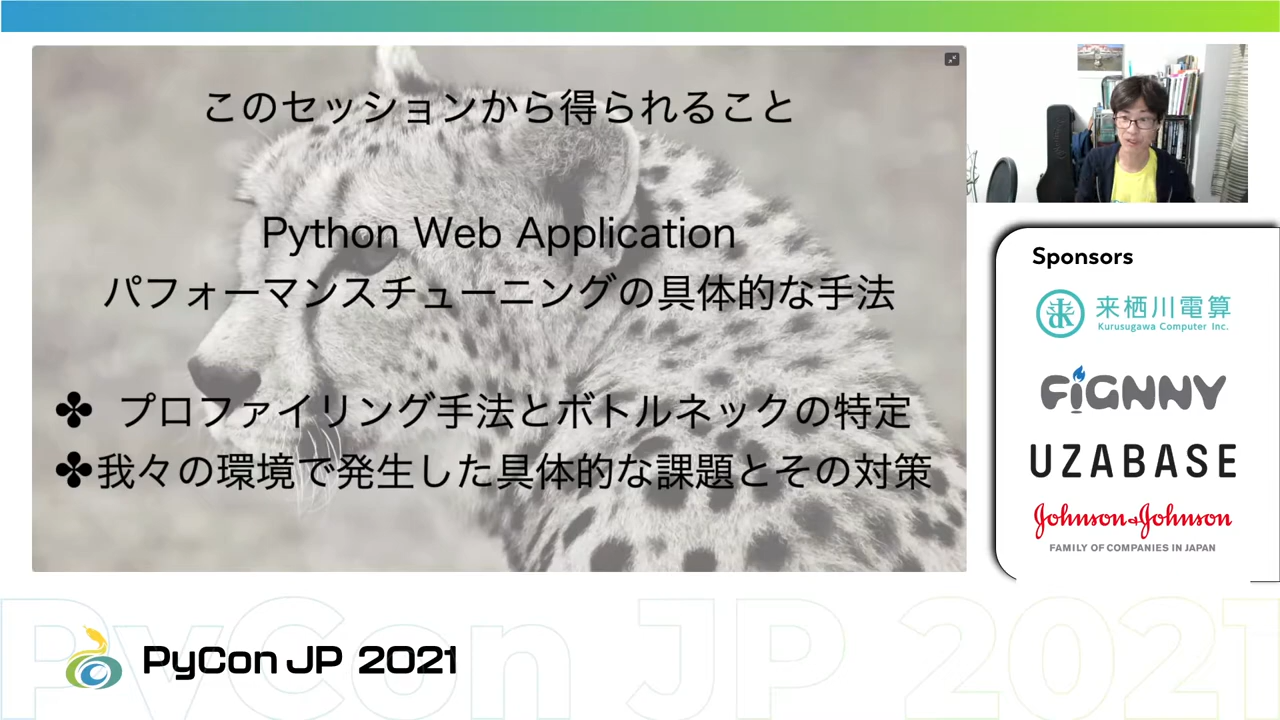 このセッションから得られること
Python Web Application
パフォーマンスチューニングの具体的な手法
✤ プロファイリング手法とボトルネックの特定
✤我々の環境で発生した具体的な課題とその対策
Sponsors
来栖川電算
Kurusugawa Computer Inc.
FiGNNY
UZABASE
Johnson&Johnson
FAMILY OF COMPANIES IN JAPAN
PyCon JP 2021
PyCon JP 2021